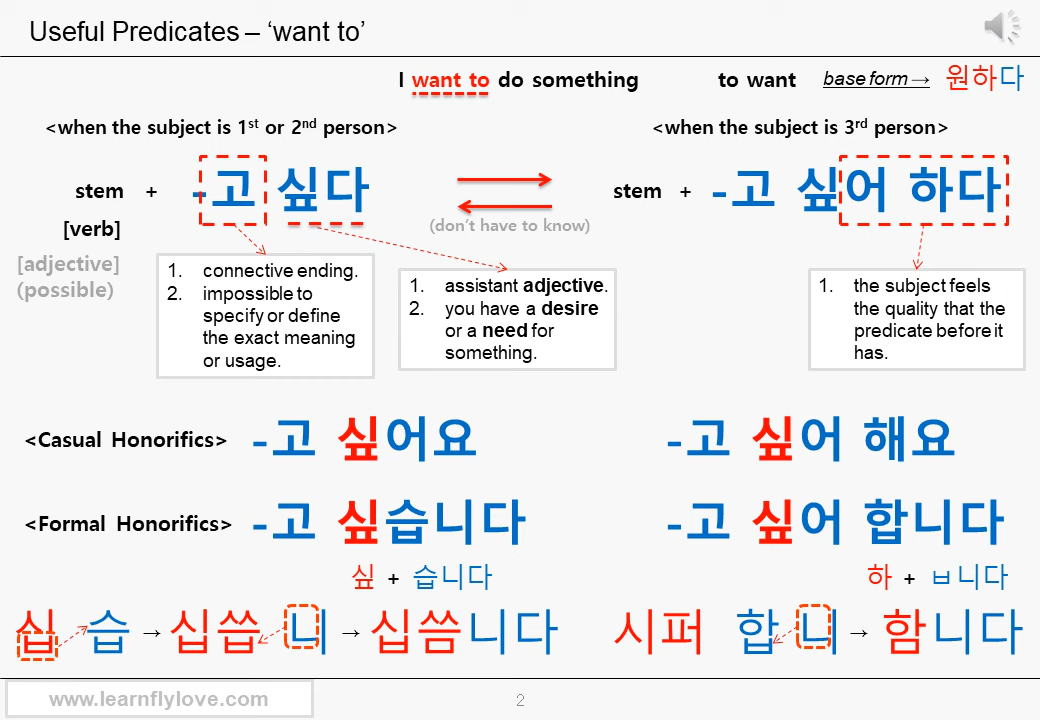 Useful Predicates – ‘want to’
I want to do something
to want base form → 원하다
<when the subject is 1st or 2nd person>
<when the subject is 3rd person>
stem + -고 싶다
stem + -고 싶어 하다
[verb]
(don’t have to know)
[adjective]
(possible)
1. connective ending.
2. impossible to
specify or define
the exact meaning
or usage.
1. assistant adjective.
2. you have a desire
or a need for
something.
1. the subject feels
the quality that the
predicate before it
has.
<Casual Honorifics> -고 싶어요
-고 싶어 해요
<Formal Honorifics> -고 싶습니다
-고 싶어 합니다
싶 + 습니다
하 + ㅂ니다
십 습 → 십씁 니 → 십씀니다
시퍼 합 니 → 함니다
www.learnflylove.com
2